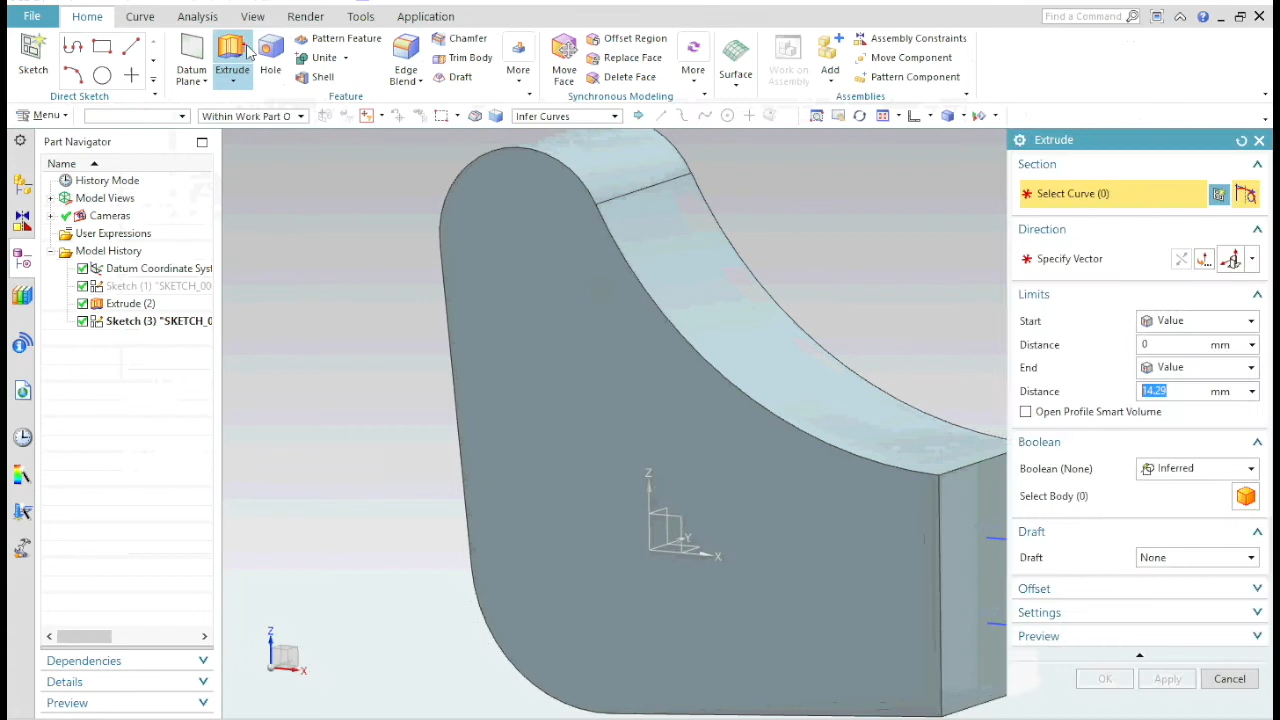 File Home Curve Analysis View Render Tools Application Find a Command
Sketch
Direct Sketch
Datum Plane
Extrude
Hole
Pattern Feature
Unite
Shell
Edge Blend
Chamfer
Trim Body
Draft
More
Feature
Move Face
Offset Region
Replace Face
Delete Face
More
Synchronous Modeling
Surface
Work on Assembly
Add
Assembly Constraints
Move Component
Pattern Component
Assemblies
Menu Within Work Part O Infer Curves
Part Navigator
Name
History Mode
Model Views
Cameras
User Expressions
Model History
Datum Coordinate Syst
Sketch (1) "SKETCH_00
Extrude (2)
Sketch (3) "SKETCH_0
Dependencies
Details
Preview
Z
Y
X
Z
X
Extrude
Section
* Select Curve (0)
Direction
* Specify Vector
Limits
Start Value
Distance 0 mm
End Value
Distance 14.29 mm
Open Profile Smart Volume
Boolean
Boolean (None) Inferred
Select Body (0)
Draft
Draft None
Offset
Settings
Preview
OK Apply Cancel